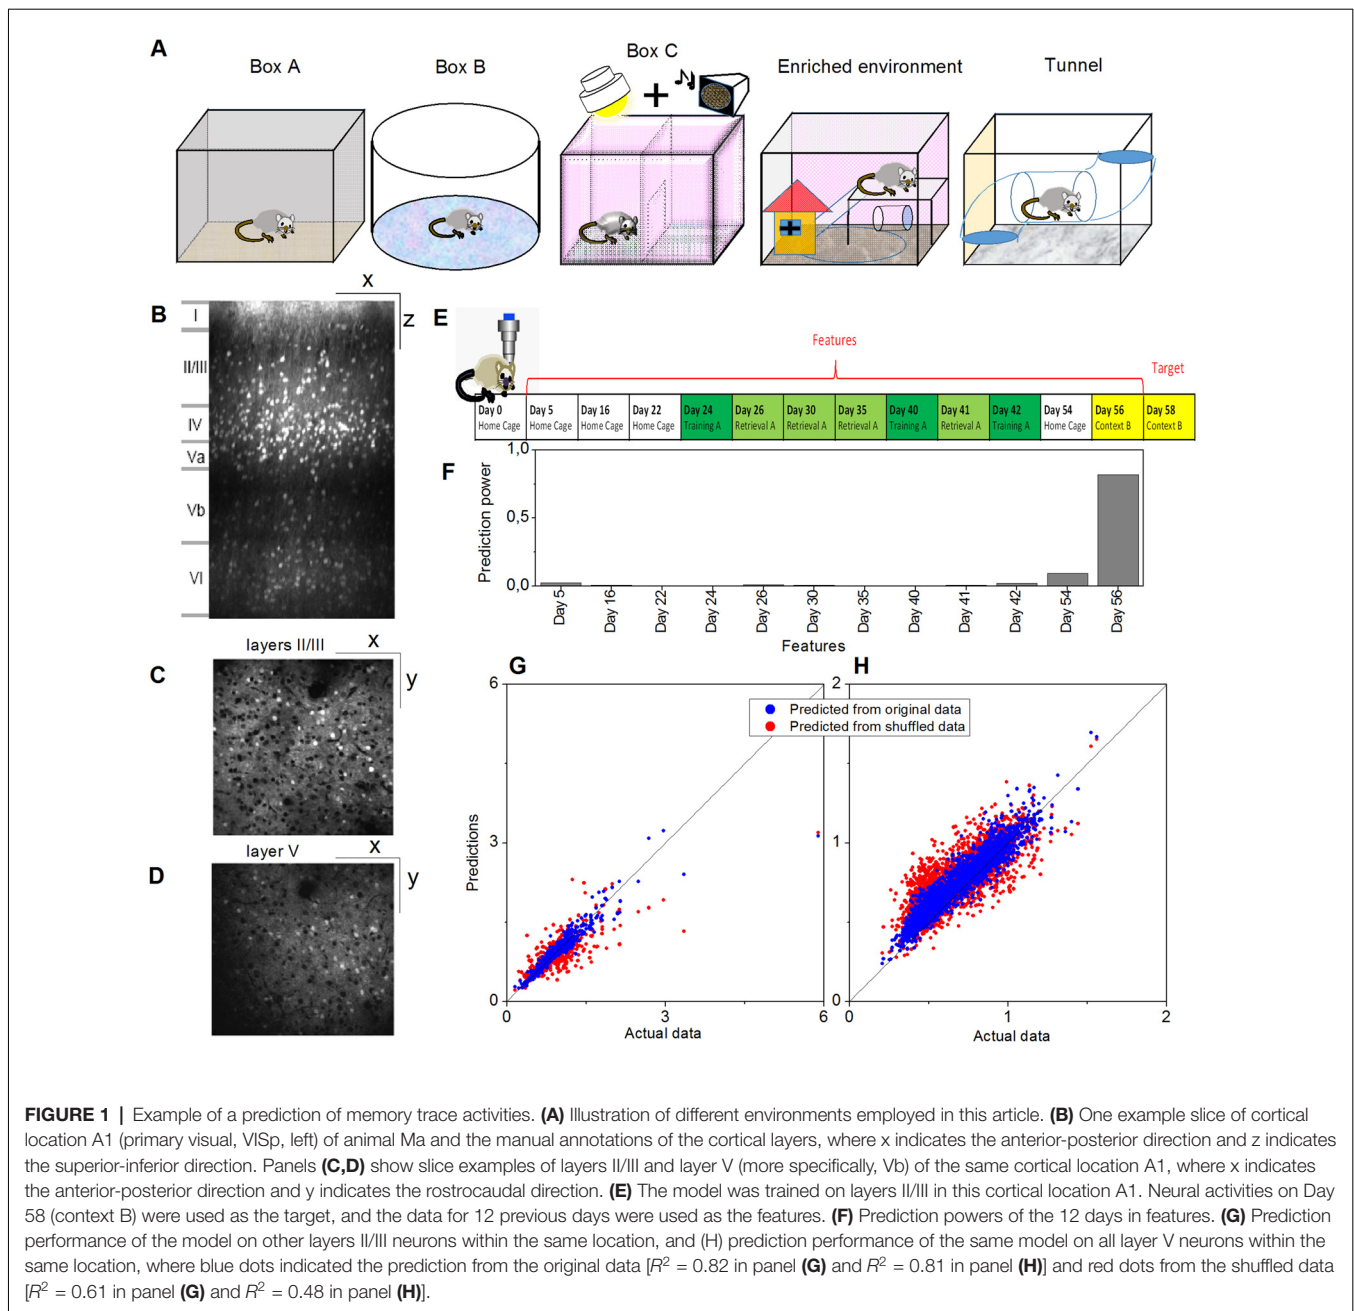 A
Box A
Box B
Box C
Enriched environment
Tunnel
+
B
x
z
I
II/III
IV
Va
Vb
VI
E
Features
Target
Day 0
Home Cage
Day 5
Home Cage
Day 16
Home Cage
Day 22
Home Cage
Day 24
Training A
Day 26
Retrieval A
Day 30
Retrieval A
Day 35
Retrieval A
Day 40
Training A
Day 41
Retrieval A
Day 42
Training A
Day 54
Home Cage
Day 56
Context B
Day 58
Context B
F
Prediction power
1,0
0,5
0,0
Day 5
Day 16
Day 22
Day 24
Day 26
Day 30
Day 35
Day 40
Day 41
Day 42
Day 54
Day 56
Features
C
layers II/III
x
y
D
layer V
x
y
G
Predictions
6
3
0
0
3
6
Actual data
H
Predicted from original data
Predicted from shuffled data
2
1
0
0
1
2
Actual data
FIGURE 1 | Example of a prediction of memory trace activities. (A) Illustration of different environments employed in this article. (B) One example slice of cortical
location A1 (primary visual, VISp, left) of animal Ma and the manual annotations of the cortical layers, where x indicates the anterior-posterior direction and z indicates
the superior-inferior direction. Panels (C,D) show slice examples of layers II/III and layer V (more specifically, Vb) of the same cortical location A1, where x indicates
the anterior-posterior direction and y indicates the rostrocaudal direction. (E) The model was trained on layers II/III in this cortical location A1. Neural activities on Day
58 (context B) were used as the target, and the data for 12 previous days were used as the features. (F) Prediction powers of the 12 days in features. (G) Prediction
performance of the model on other layers II/III neurons within the same location, and (H) prediction performance of the same model on all layer V neurons within the
same location, where blue dots indicated the prediction from the original data [R² = 0.82 in panel (G) and R² = 0.81 in panel (H)] and red dots from the shuffled data
[R² = 0.61 in panel (G) and R² = 0.48 in panel (H)].